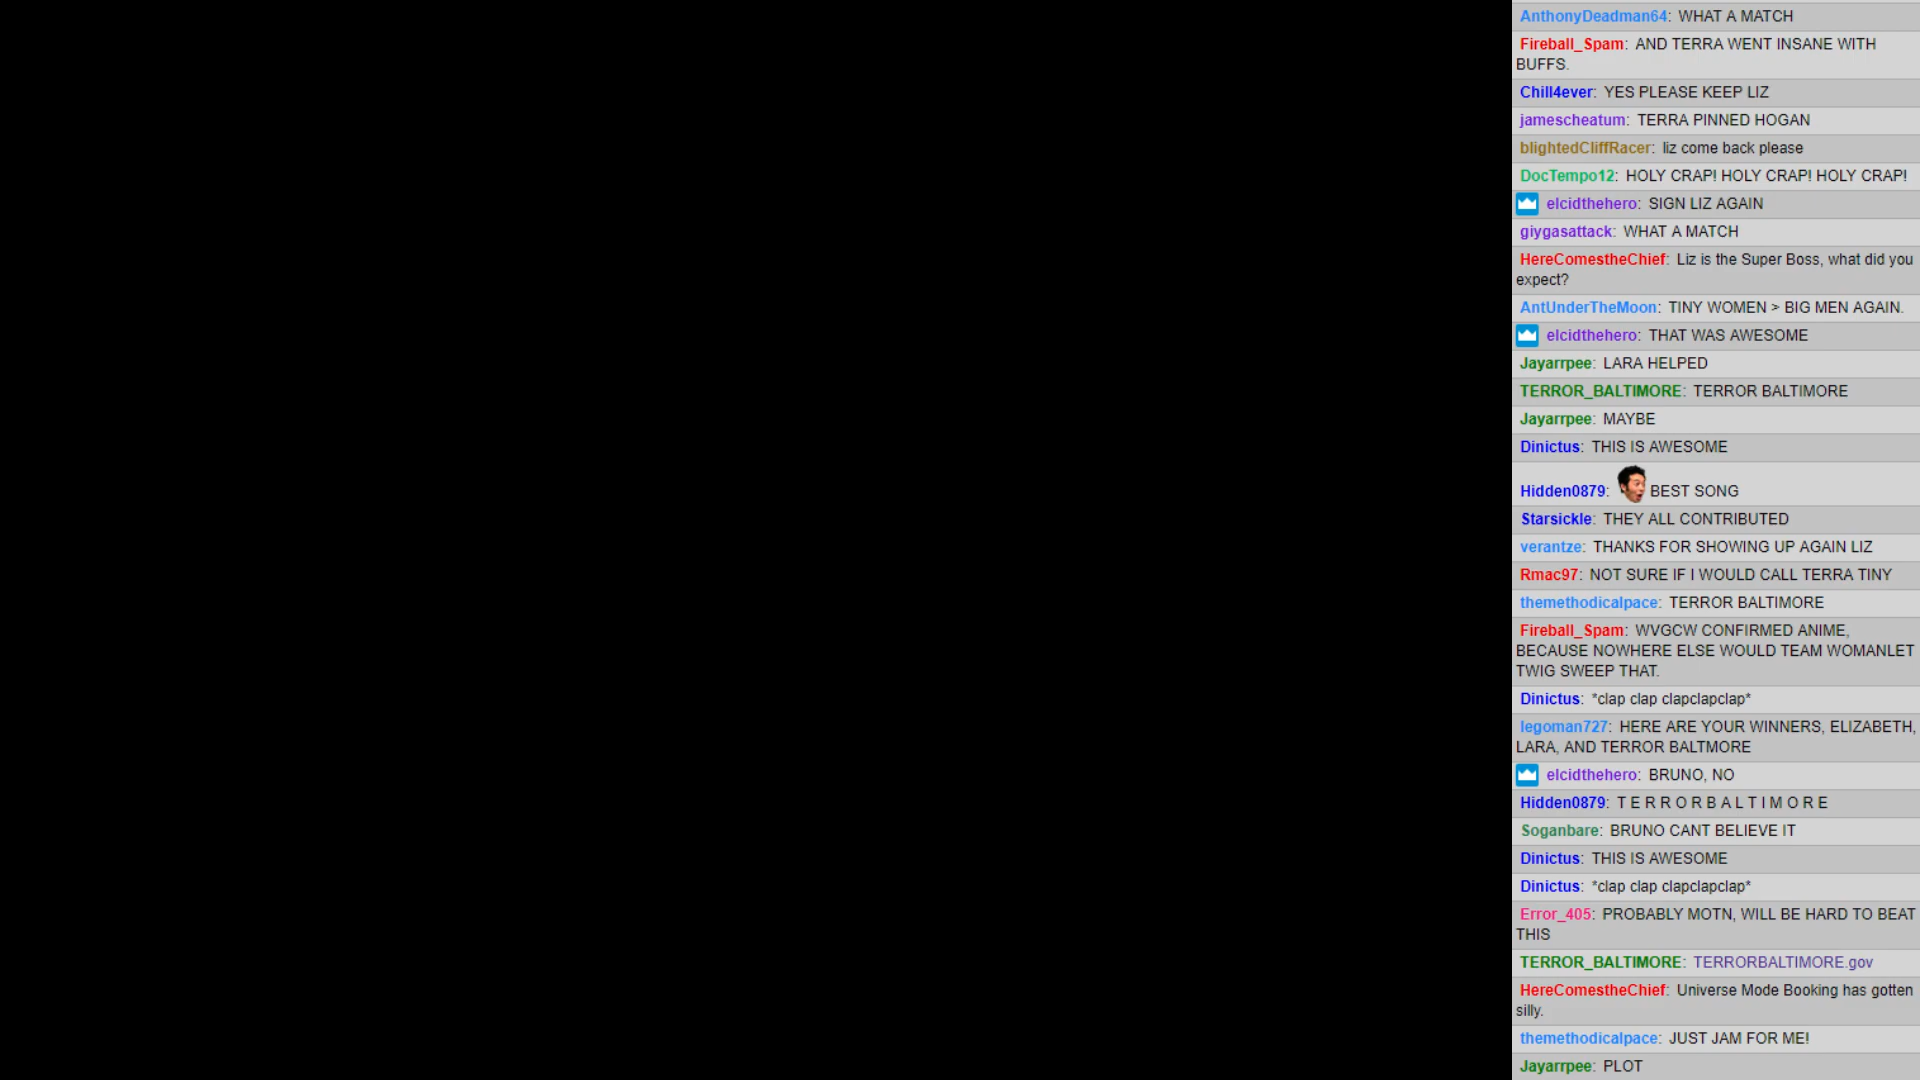 AnthonyDeadman64: WHAT A MATCH
Fireball_Spam: AND TERRA WENT INSANE WITH
BUFFS.
Chill4ever: YES PLEASE KEEP LIZ
jamescheatum: TERRA PINNED HOGAN
blightedCliffRacer: liz come back please
DocTempo12: HOLY CRAP! HOLY CRAP! HOLY CRAP!
elcidthehero: SIGN LIZ AGAIN
giygasattack: WHAT A MATCH
HereComestheChief: Liz is the Super Boss, what did you
expect?
AntUnderTheMoon: TINY WOMEN > BIG MEN AGAIN.
elcidthehero: THAT WAS AWESOME
Jayarrpee: LARA HELPED
TERROR_BALTIMORE: TERROR BALTIMORE
Jayarrpee: MAYBE
Dinictus: THIS IS AWESOME
Hidden0879: BEST SONG
Starsickle: THEY ALL CONTRIBUTED
verantze: THANKS FOR SHOWING UP AGAIN LIZ
Rmac97: NOT SURE IF I WOULD CALL TERRA TINY
themethodicalpace: TERROR BALTIMORE
Fireball_Spam: WVGCW CONFIRMED ANIME,
BECAUSE NOWHERE ELSE WOULD TEAM WOMANLET
TWIG SWEEP THAT.
Dinictus: *clap clap clapclapclap*
legoman727: HERE ARE YOUR WINNERS, ELIZABETH,
LARA, AND TERROR BALTMORE
elcidthehero: BRUNO, NO
Hidden0879: T E R R O R B A L T I M O R E
Soganbare: BRUNO CANT BELIEVE IT
Dinictus: THIS IS AWESOME
Dinictus: *clap clap clapclapclap*
Error_405: PROBABLY MOTN, WILL BE HARD TO BEAT
THIS
TERROR_BALTIMORE: TERRORBALTIMORE.gov
HereComestheChief: Universe Mode Booking has gotten
silly.
themethodicalpace: JUST JAM FOR ME!
Jayarrpee: PLOT